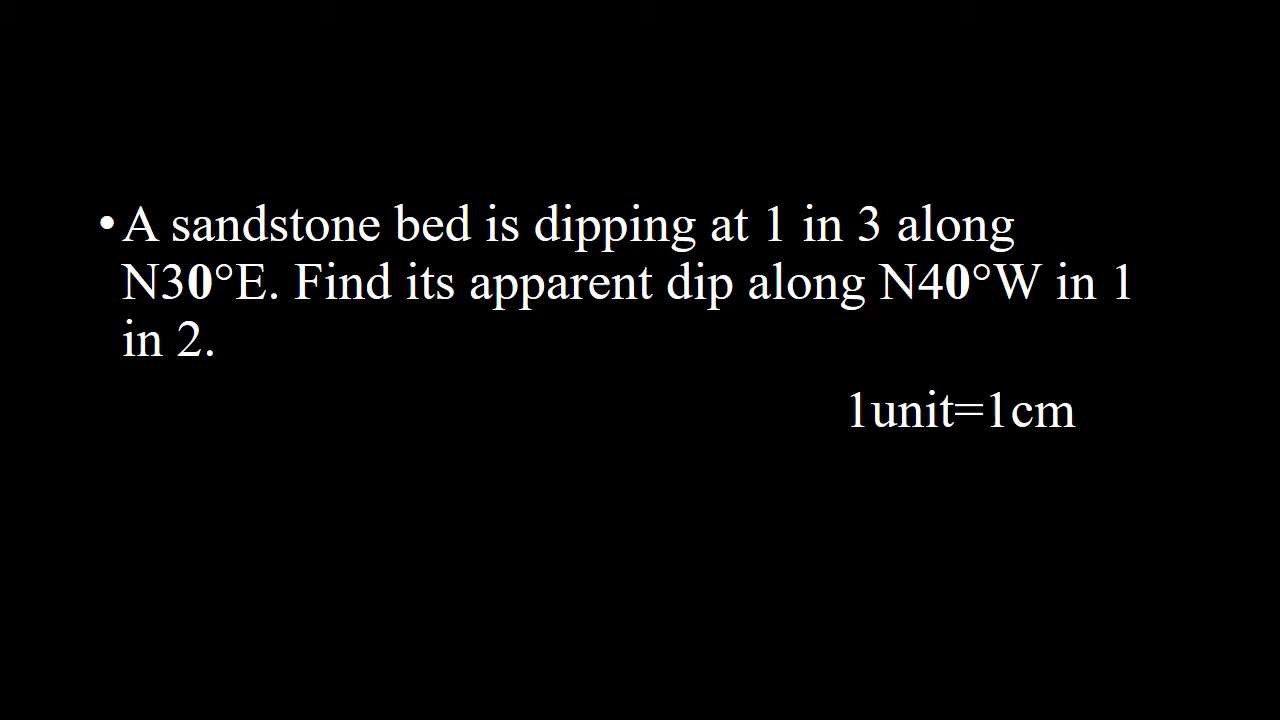 •A sandstone bed is dipping at 1 in 3 along
N30°E. Find its apparent dip along N40°W in 1
in 2.
1unit=1cm